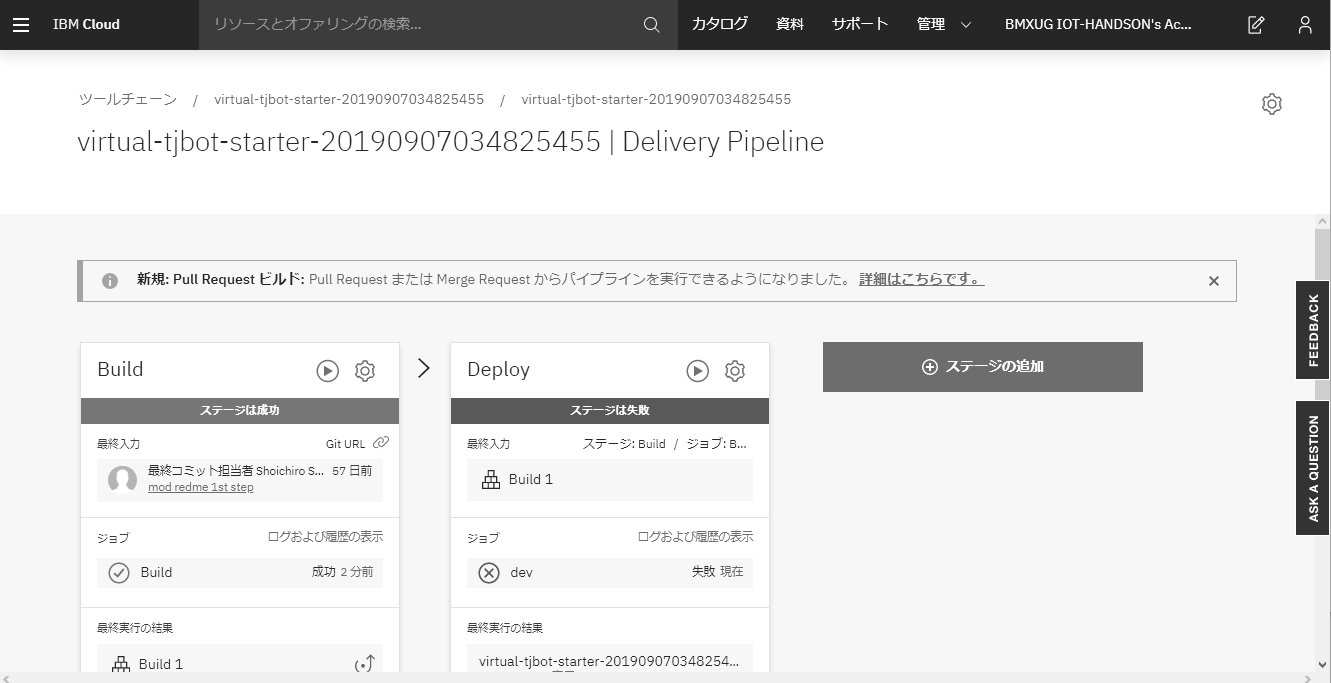 IBM Cloud
リソースとオファリングの検索...
カタログ
資料
サポート
管理
BMXUG IOT-HANDSON's Ac...
ツールチェーン / virtual-tjbot-starter-20190907034825455 / virtual-tjbot-starter-20190907034825455
virtual-tjbot-starter-20190907034825455 | Delivery Pipeline
新規: Pull Request ビルド: Pull Request または Merge Request からパイプラインを実行できるようになりました。 詳細はこちらです。
FEEDBACK
ASK A QUESTION
Build
ステージは成功
最終入力 Git URL
最終コミット担当者 Shoichiro S... 57 日前
mod redme 1st step
ジョブ ログおよび履歴の表示
Build 成功 2 分前
最終実行の結果
Build 1
Deploy
ステージは失敗
最終入力 ステージ: Build / ジョブ: B...
Build 1
ジョブ ログおよび履歴の表示
dev 失敗 現在
最終実行の結果
virtual-tjbot-starter-201909070348254...
ステージの追加